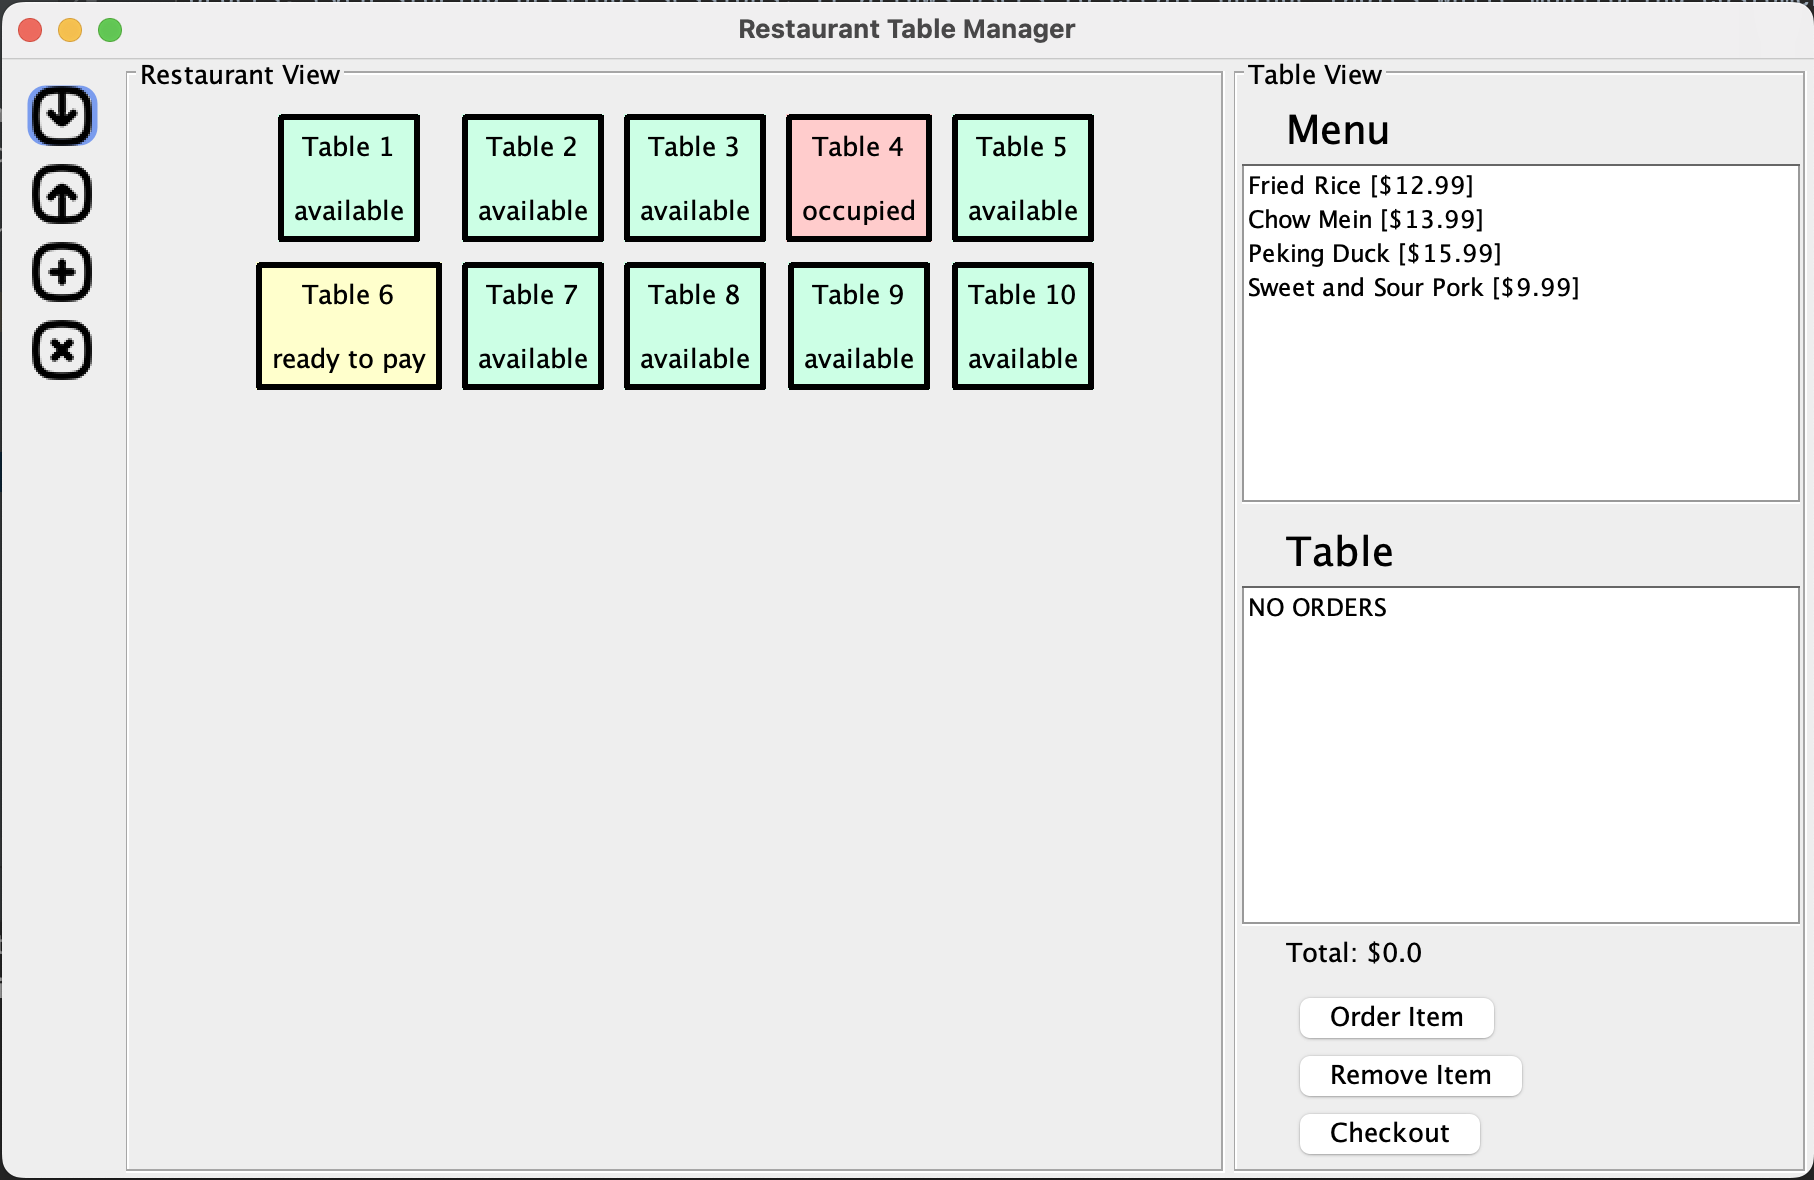 Restaurant Table Manager
Restaurant View
Table 1
available
Table 2
available
Table 3
available
Table 4
occupied
Table 5
available
Table 6
ready to pay
Table 7
available
Table 8
available
Table 9
available
Table 10
available
Table View
Menu
Fried Rice [$12.99]
Chow Mein [$13.99]
Peking Duck [$15.99]
Sweet and Sour Pork [$9.99]
Table
NO ORDERS
Total: $0.0
Order Item
Remove Item
Checkout